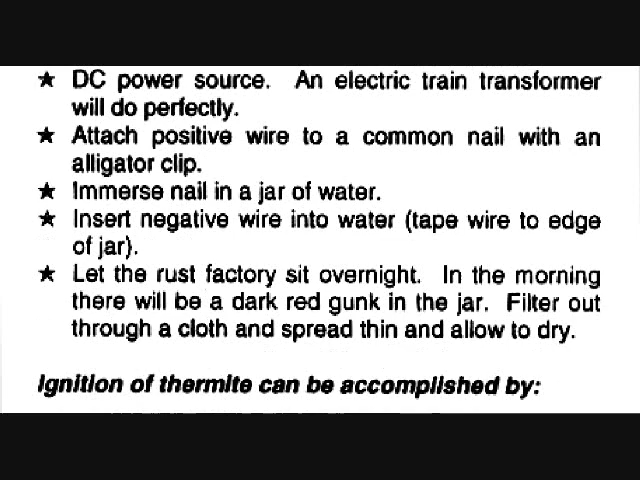 ★ DC power source. An electric train transformer
will do perfectly.
★ Attach positive wire to a common nail with an
alligator clip.
★ Immerse nail in a jar of water.
★ Insert negative wire into water (tape wire to edge
of jar).
★ Let the rust factory sit overnight. In the morning
there will be a dark red gunk in the jar. Filter out
through a cloth and spread thin and allow to dry.
Ignition of thermite can be accomplished by: